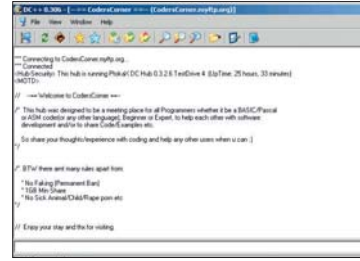 DC++ 0.306 - [--== CodersCorner ==-- (CodersCorner.myftp.org)]
File View Window Help
*** Connecting to CodersCorner.myftp.org...
*** Connected
<Hub-Security> This hub is running PtokaX DC Hub 0.3.2.6 TestDrive 4 (UpTime: 25 hours, 33 minutes)
<MOTD>
// --== Welcome to CodersCorner ==--
/* This hub was designed to be a meeting place for all Programmers whether it be a BASIC/Pascal
or ASM coder(or any other language), Beginner or Expert, to help each other with software
development and/or to share Code/Examples etc.
So share your thoughts/experience with coding and help any other users when u can :]
*/
/* BTW there arnt many rules apart from:
* No Faking (Permanent Ban)
* 1GB Min Share
* No Sick Animal/Child/Rape porn etc
*/
// Enjoy your stay and thx for visiting